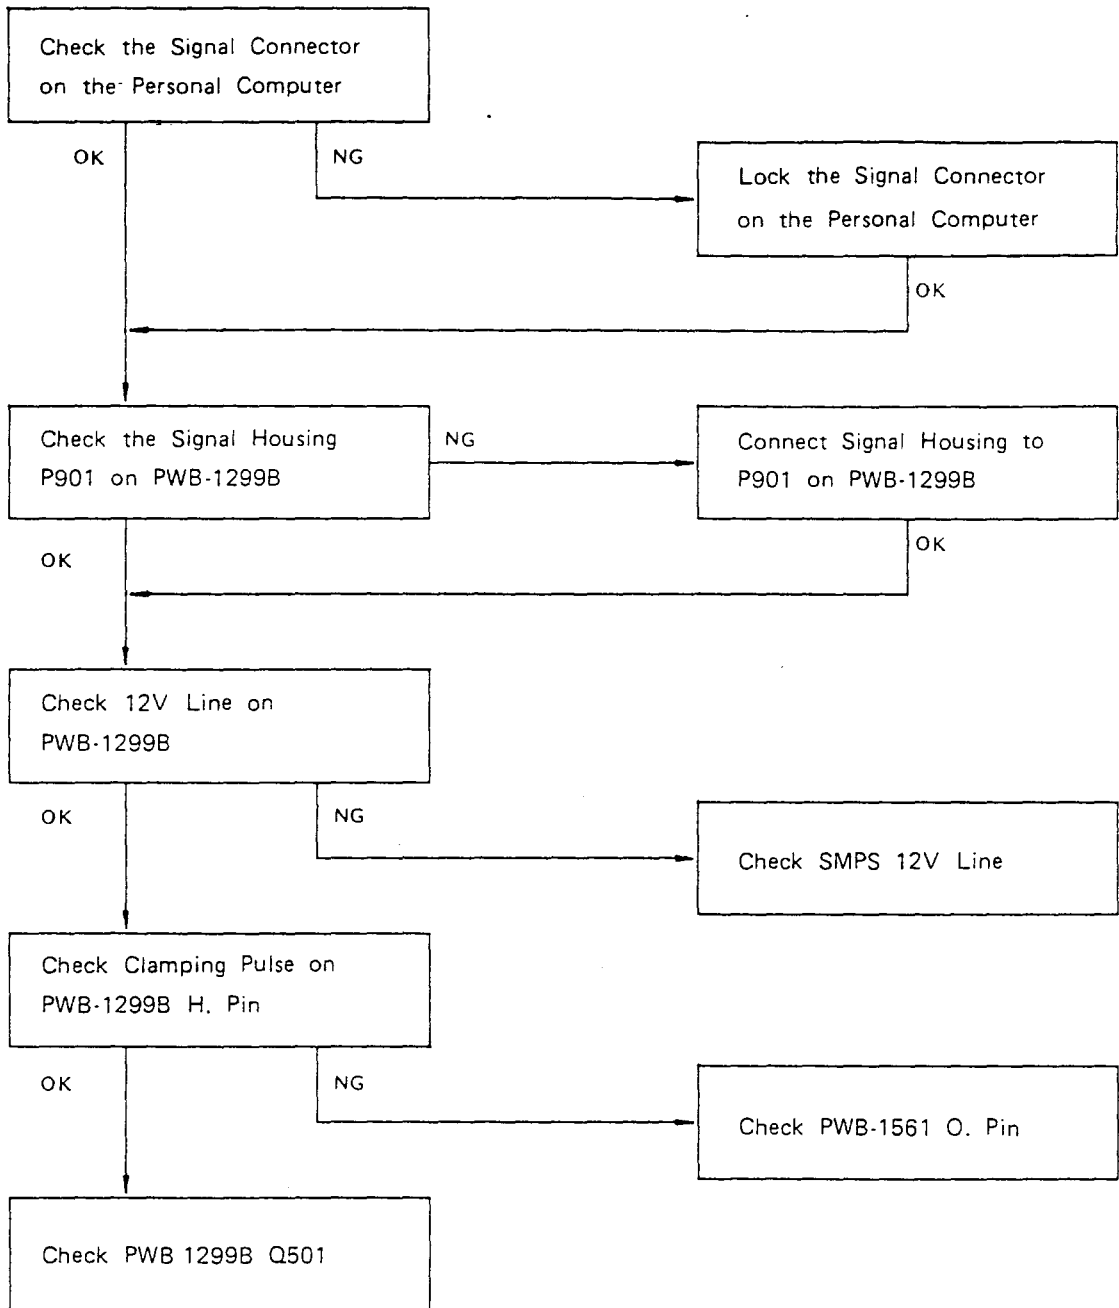 Check the Signal Connector
on the Personal Computer
OK
NG
Lock the Signal Connector
on the Personal Computer
OK
Check the Signal Housing
P901 on PWB-1299B
NG
Connect Signal Housing to
P901 on PWB-1299B
OK
OK
Check 12V Line on
PWB-1299B
OK
NG
Check SMPS 12V Line
Check Clamping Pulse on
PWB-1299B H. Pin
OK
NG
Check PWB-1561 O. Pin
Check PWB 1299B Q501